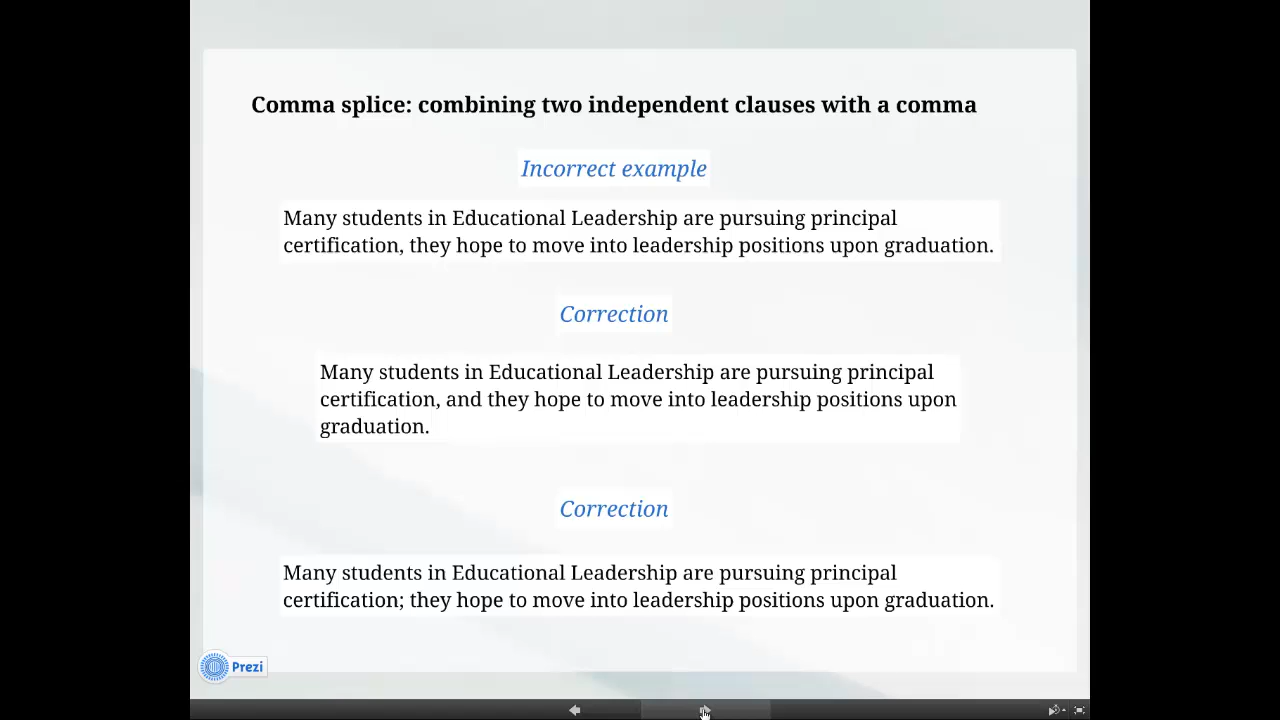 Comma splice: combining two independent clauses with a comma
Incorrect example
Many students in Educational Leadership are pursuing principal
certification, they hope to move into leadership positions upon graduation.
Correction
Many students in Educational Leadership are pursuing principal
certification, and they hope to move into leadership positions upon
graduation.
Correction
Many students in Educational Leadership are pursuing principal
certification; they hope to move into leadership positions upon graduation.
Prezi